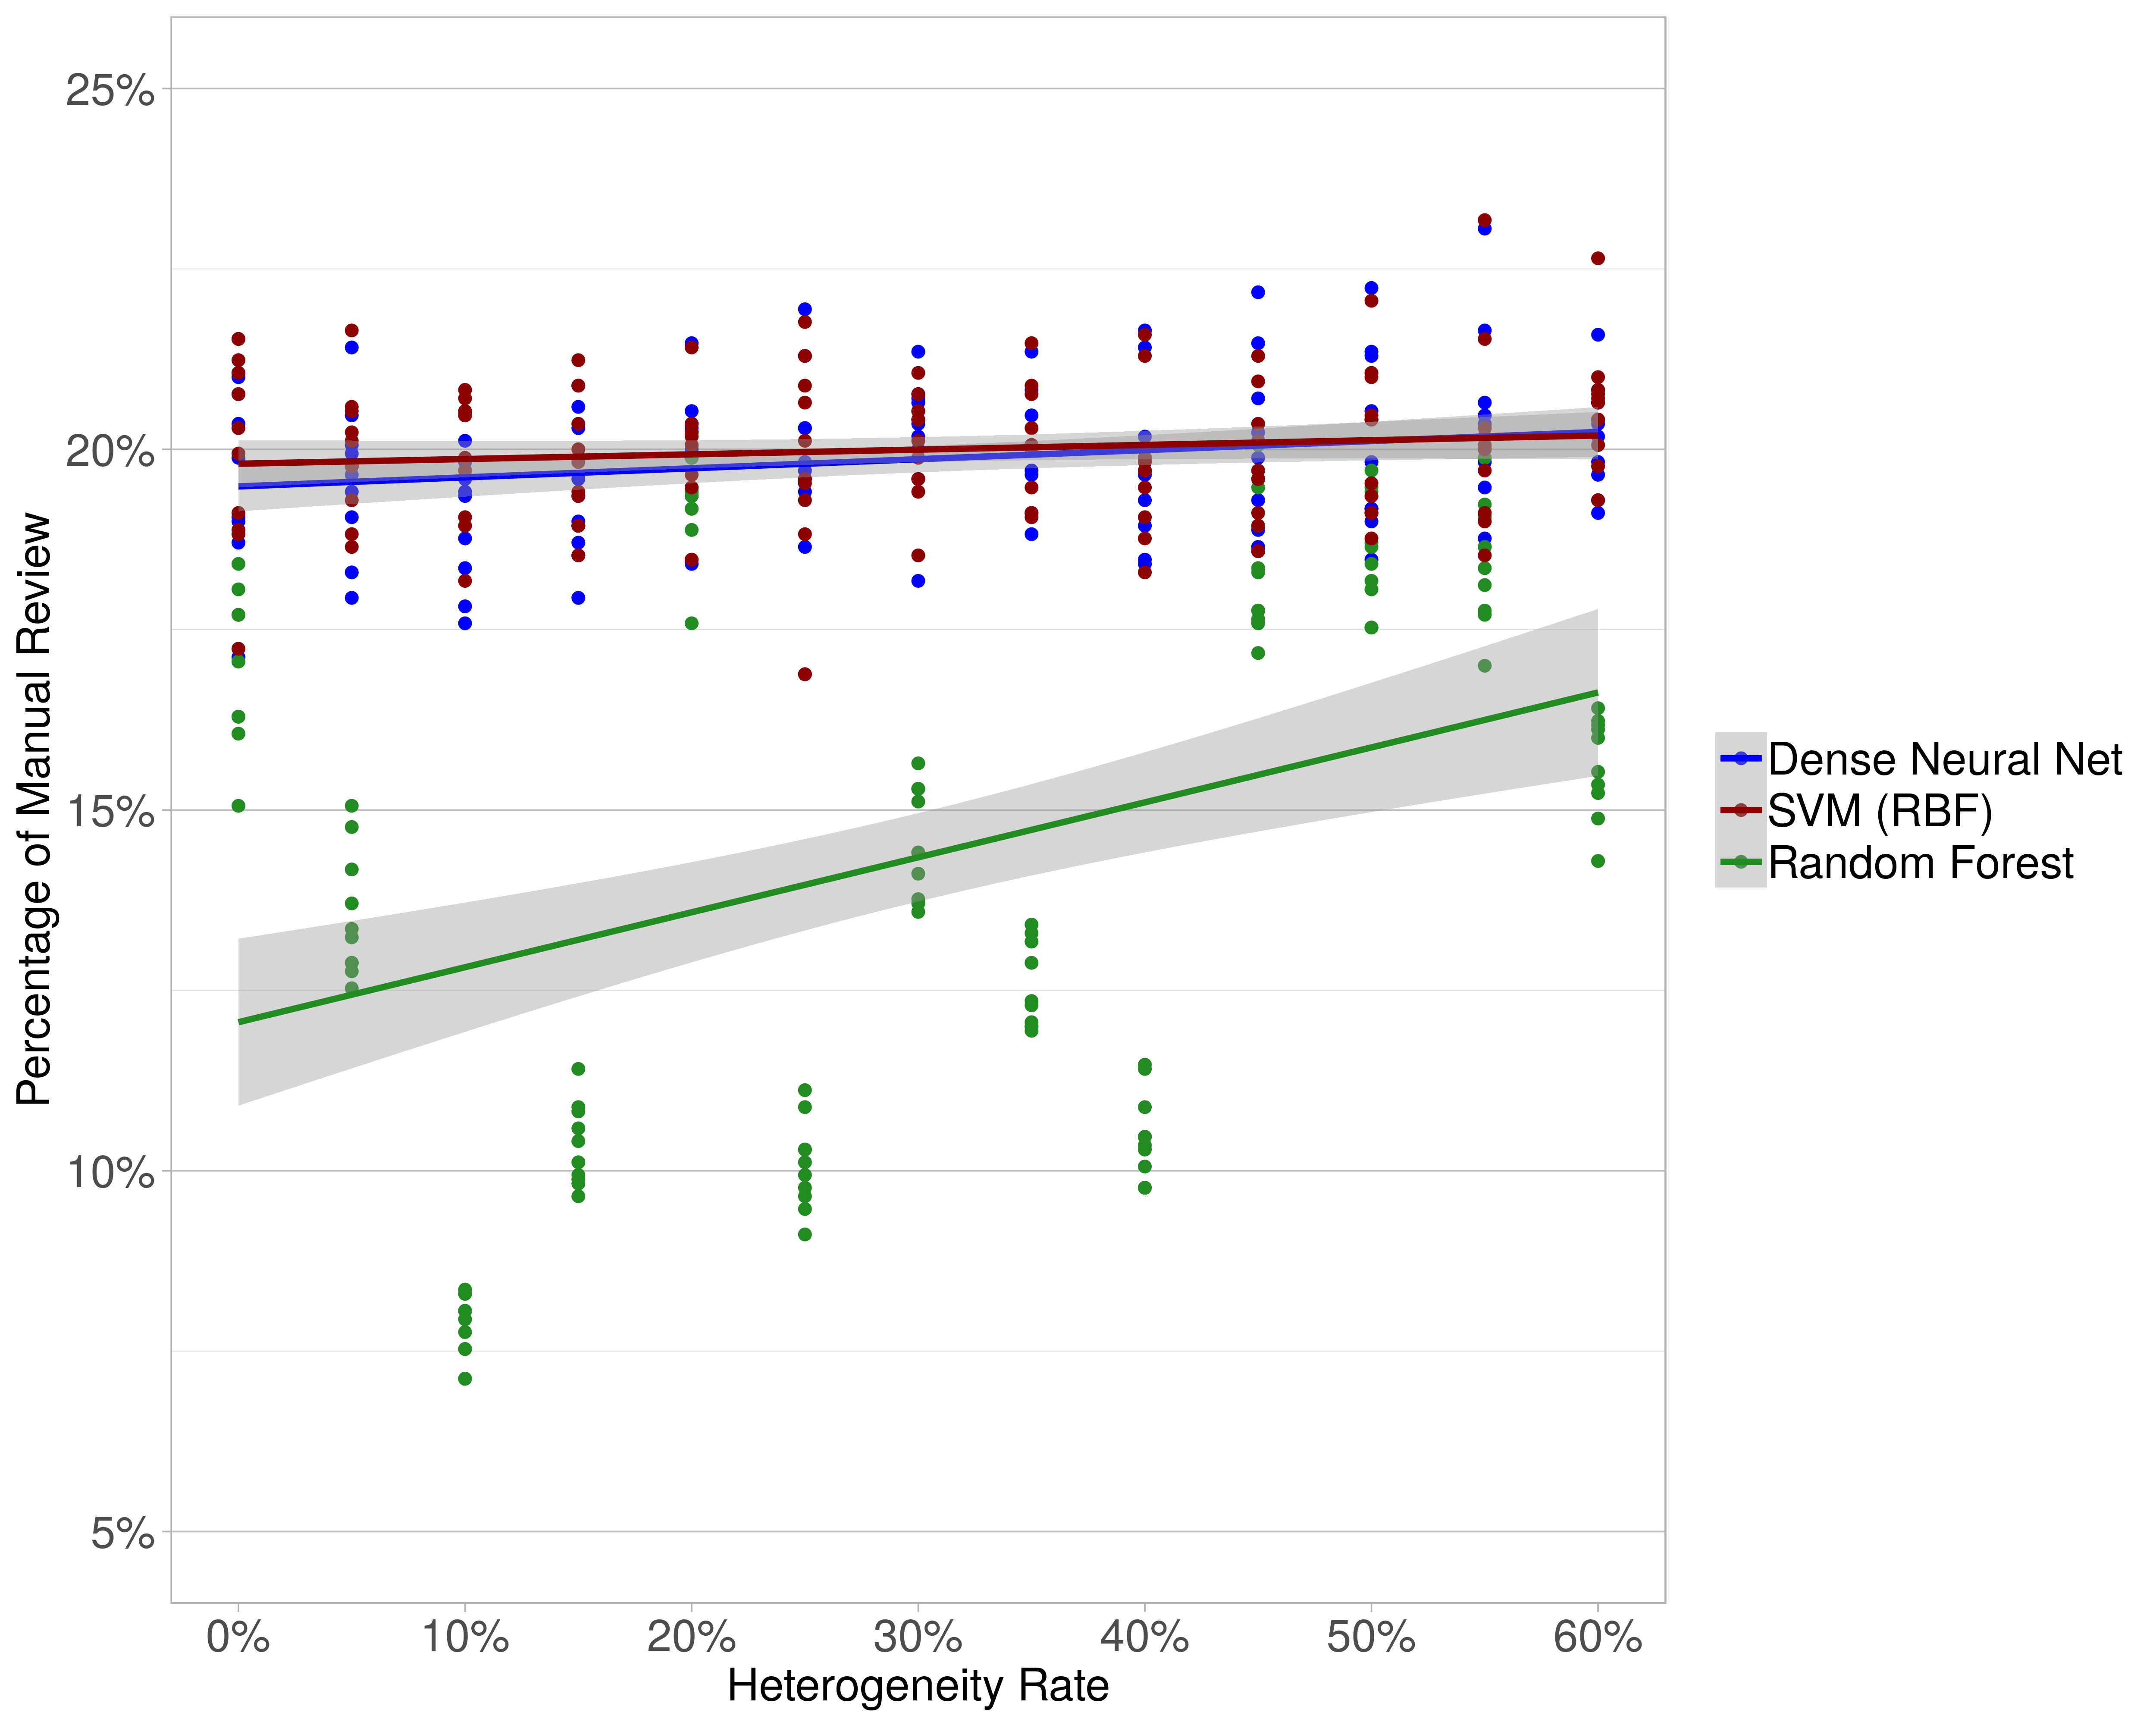 25%
20%
15%
10%
5%
Percentage of Manual Review
0%
10%
20%
30%
40%
50%
60%
Heterogeneity Rate
Dense Neural Net
SVM (RBF)
Random Forest